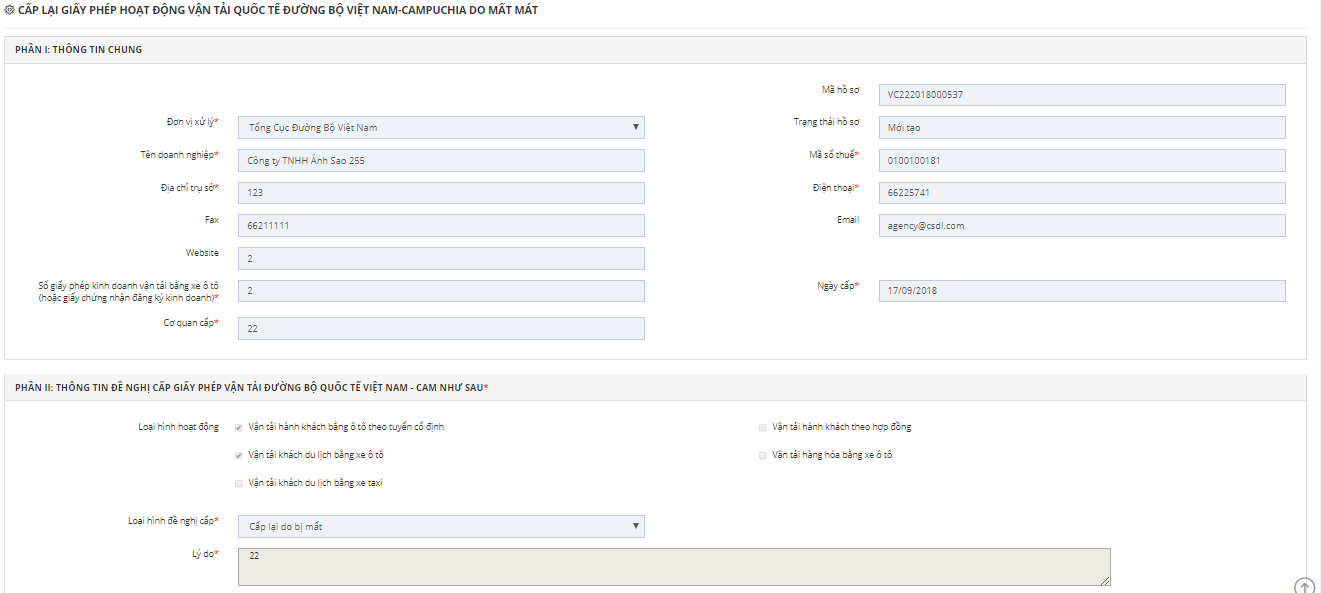 CẤP LẠI GIẤY PHÉP HOẠT ĐỘNG VẬN TẢI QUỐC TẾ ĐƯỜNG BỘ VIỆT NAM-CAMPUCHIA DO MẤT MÁT
PHẦN I: THÔNG TIN CHUNG
Mã hồ sơ VC222018000537
Đơn vị xử lý* Tổng Cục Đường Bộ Việt Nam Trạng thái hồ sơ Mới tạo
Tên doanh nghiệp* Công ty TNHH Ánh Sao 255 Mã số thuế* 0100100181
Địa chỉ trụ sở* 123 Điện thoại* 66225741
Fax 66211111 Email agency@csdl.com
Website 2
Số giấy phép kinh doanh vận tải bằng xe ô tô
(hoặc giấy chứng nhận đăng ký kinh doanh)* 2 Ngày cấp* 17/09/2018
Cơ quan cấp* 22
PHẦN II: THÔNG TIN ĐỀ NGHỊ CẤP GIẤY PHÉP VẬN TẢI ĐƯỜNG BỘ QUỐC TẾ VIỆT NAM - CAM NHƯ SAU*
Loại hình hoạt động Vận tải hành khách bằng ô tô theo tuyến cố định Vận tải hành khách theo hợp đồng
Vận tải khách du lịch bằng xe ô tô Vận tải hàng hóa bằng xe ô tô
Vận tải khách du lịch bằng xe taxi
Loại hình đề nghị cấp* Cấp lại do bị mất
Lý do* 22